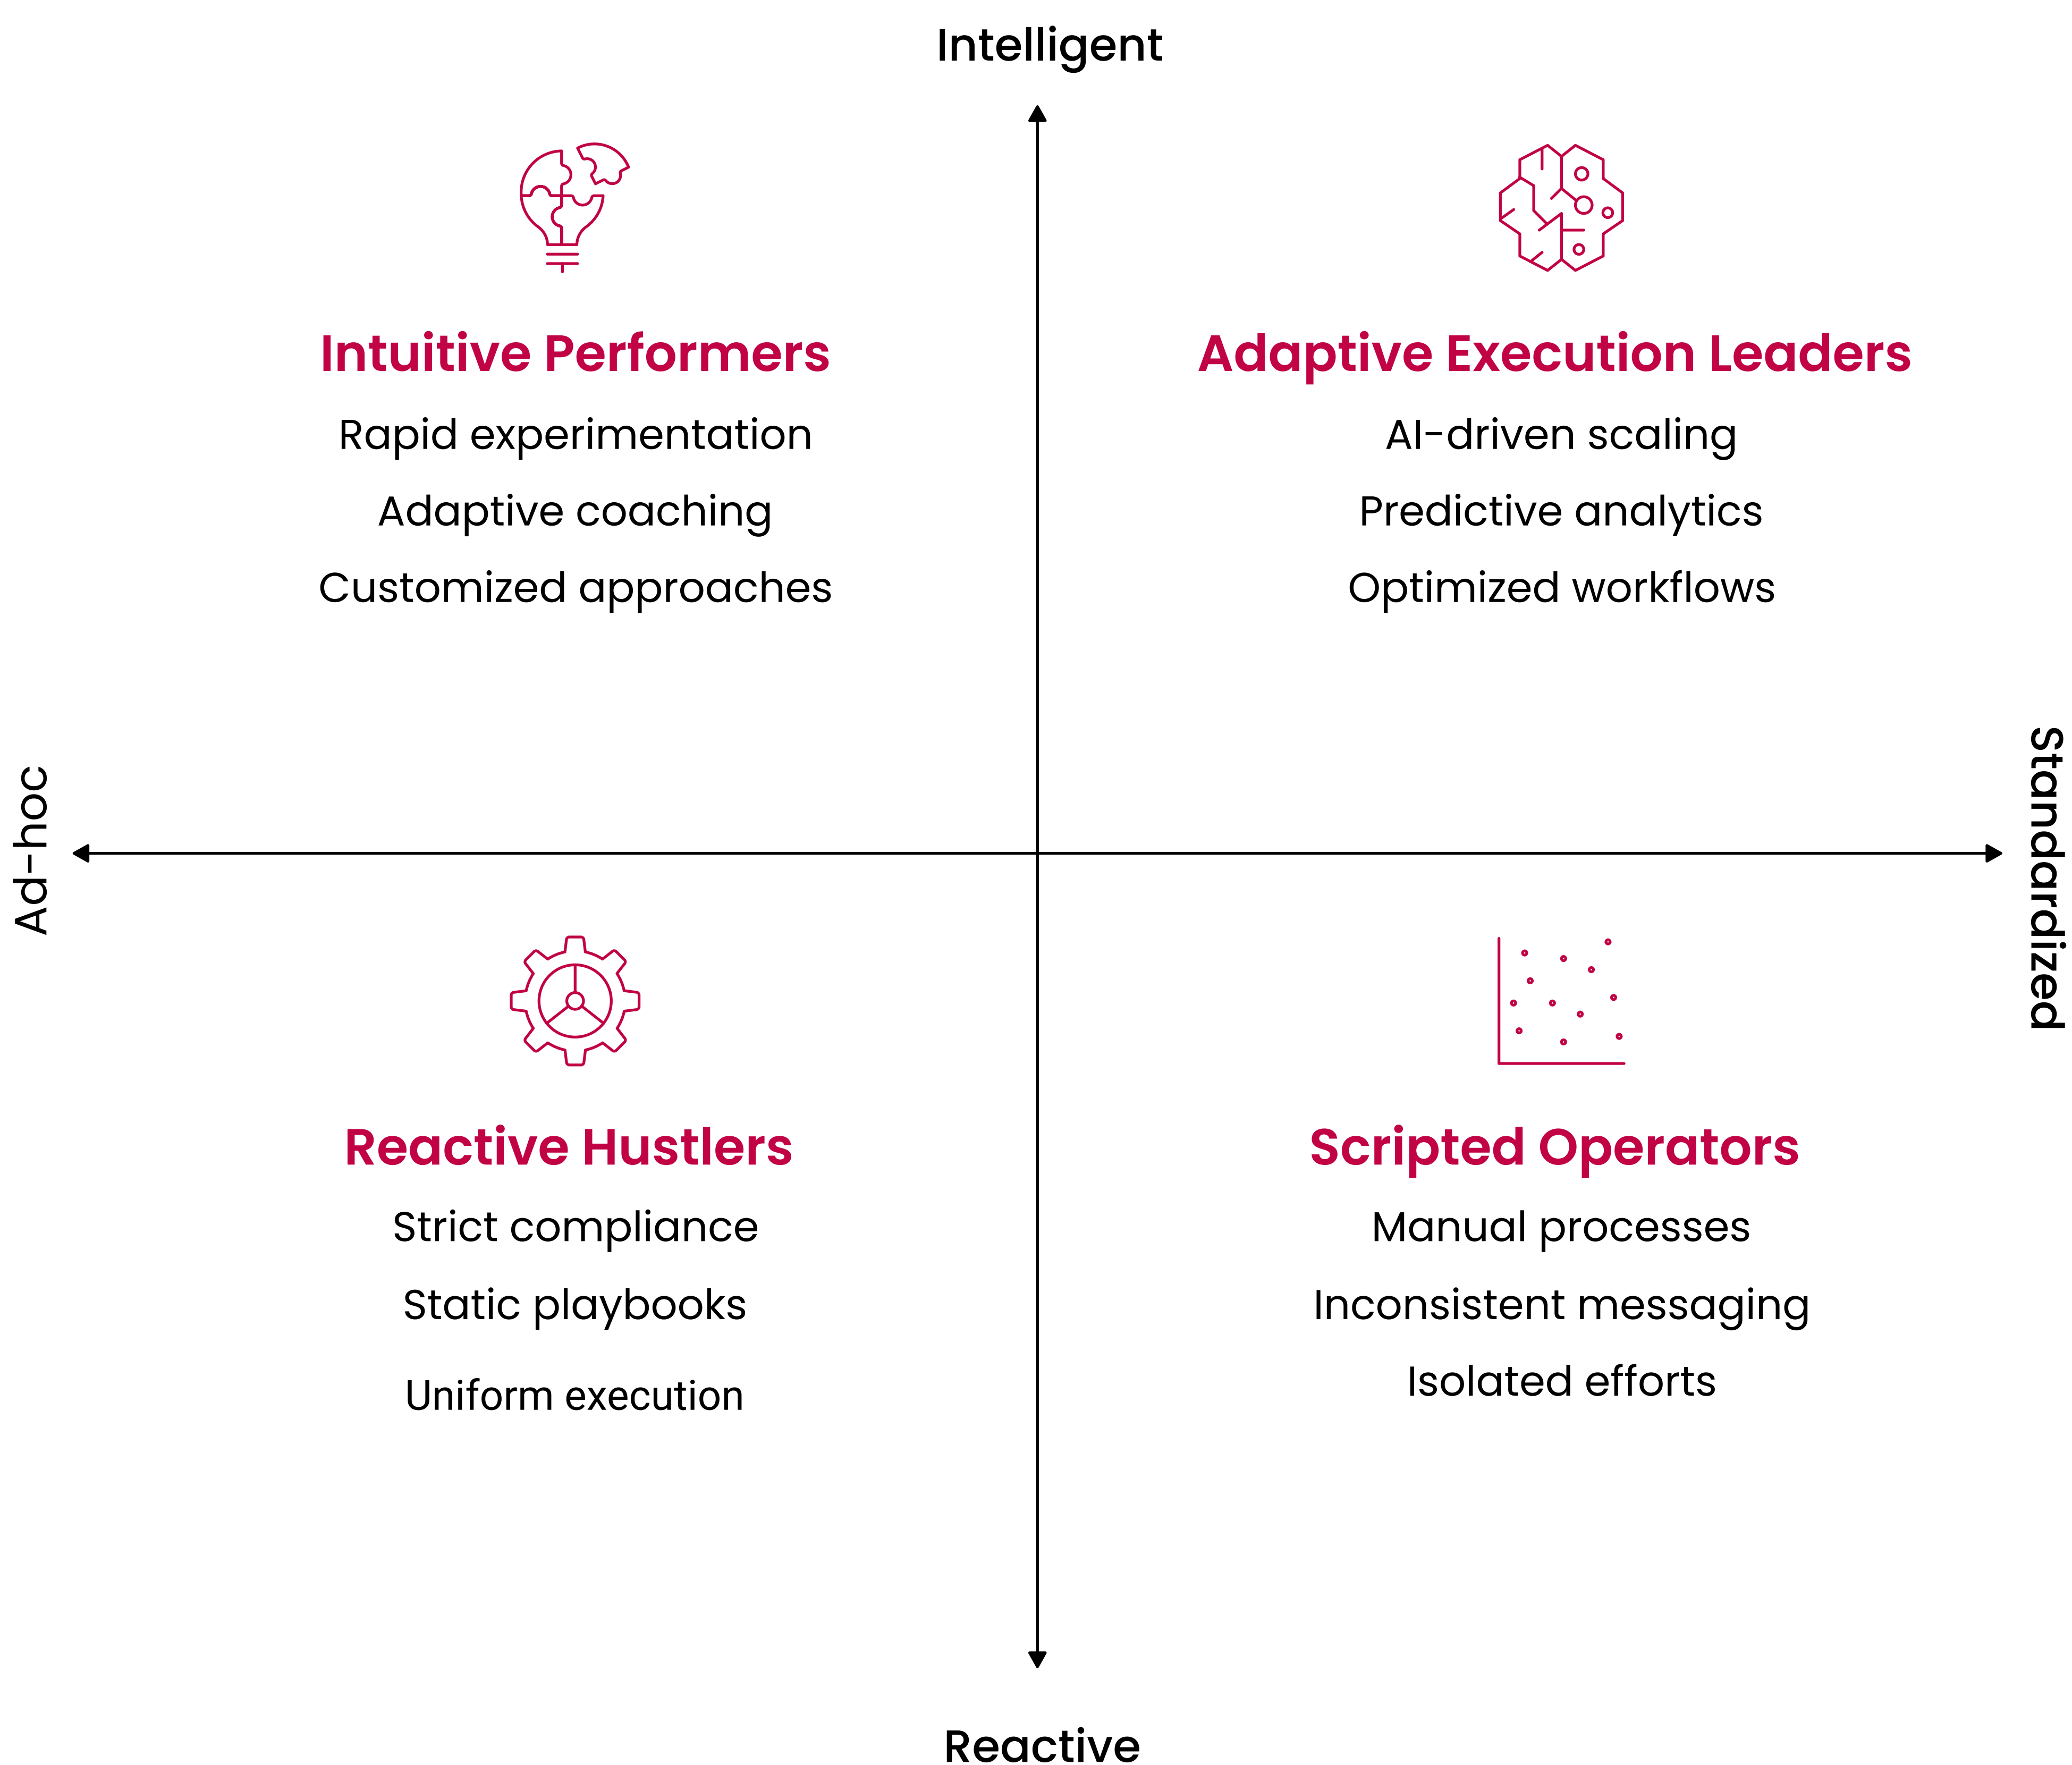 Intelligent
Intuitive Performers
Rapid experimentation
Adaptive coaching
Customized approaches
Adaptive Execution Leaders
AI-driven scaling
Predictive analytics
Optimized workflows
Ad-hoc
Standardized
Reactive Hustlers
Strict compliance
Static playbooks
Uniform execution
Scripted Operators
Manual processes
Inconsistent messaging
Isolated efforts
Reactive